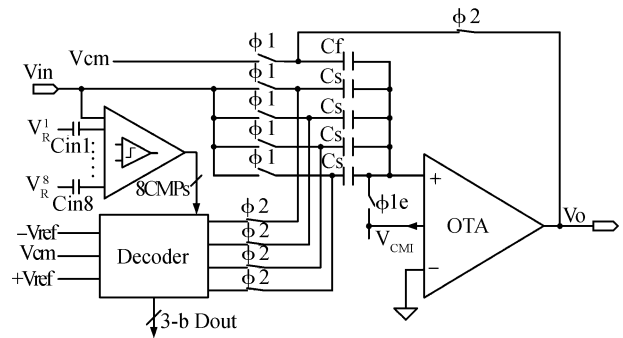 ϕ1
Vcm
Vin
ϕ1
ϕ1
ϕ1
ϕ1
Cf
Cs
Cs
Cs
Cs
ϕ2
V_R^1
Cin1
V_R^8
Cin8
8CMPs
ϕ2
ϕ2
ϕ2
ϕ2
−Vref
Vcm
+Vref
Decoder
3-b Dout
ϕ1e
V_CMI
+
OTA
−
Vo